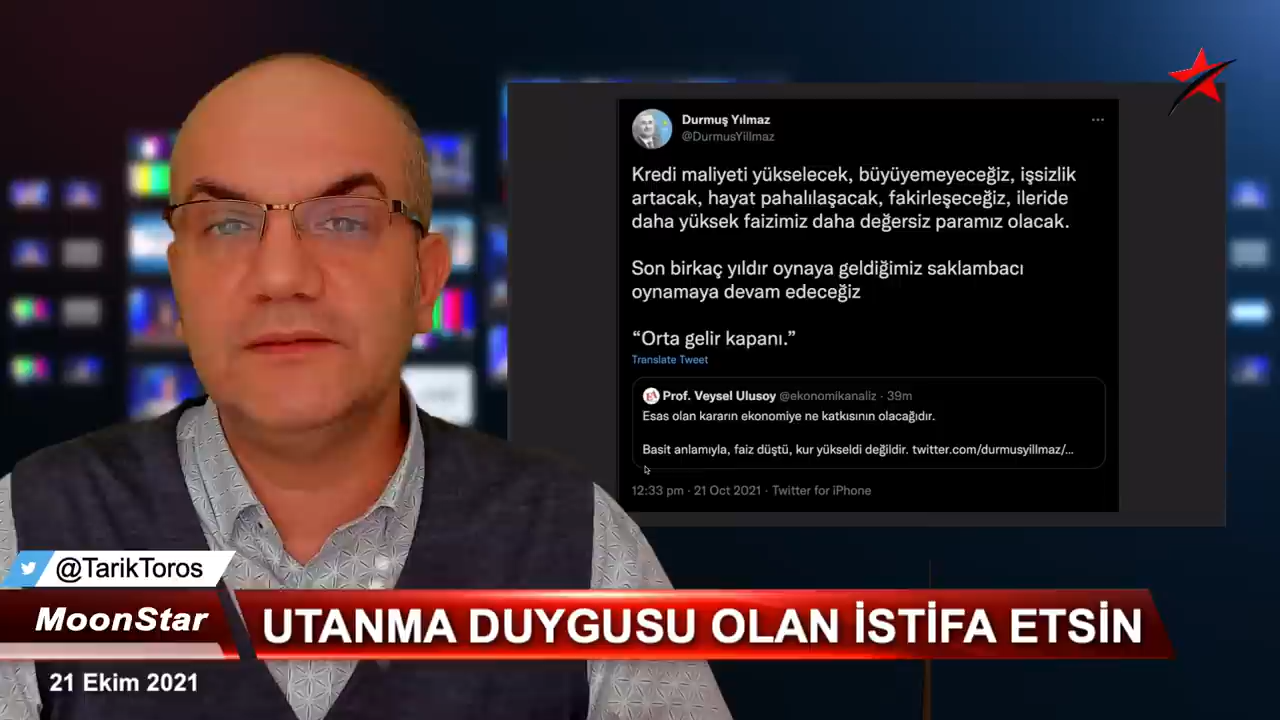 Durmuş Yılmaz
@DurmusYillmaz
Kredi maliyeti yükselecek, büyüyemeyeceğiz, işsizlik
artacak, hayat pahalılaşacak, fakirleşeceğiz, ileride
daha yüksek faizimiz daha değersiz paramız olacak.
Son birkaç yıldır oynaya geldiğimiz saklambacı
oynamaya devam edeceğiz
“Orta gelir kapanı.”
Translate Tweet
Prof. Veysel Ulusoy @ekonomikanaliz · 39m
Esas olan kararın ekonomiye ne katkısının olacağıdır.
Basit anlamıyla, faiz düştü, kur yükseldi değildir. twitter.com/durmusyillmaz/...
12:33 pm · 21 Oct 2021 · Twitter for iPhone
@TarikToros
MoonStar
UTANMA DUYGUSU OLAN İSTİFA ETSİN
21 Ekim 2021